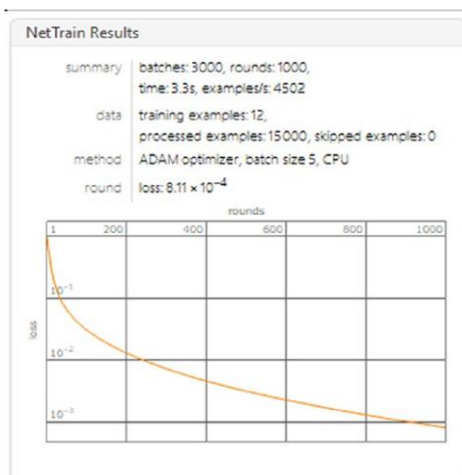 NetTrain Results
summary batches: 3000, rounds: 1000,
time: 3.3s, examples/s: 4502
data training examples: 12,
processed examples: 15000, skipped examples: 0
method ADAM optimizer, batch size 5, CPU
round loss: 8.11 × 10⁻⁴
rounds
1 200 400 600 800 1000
10⁻¹
loss
10⁻²
10⁻³